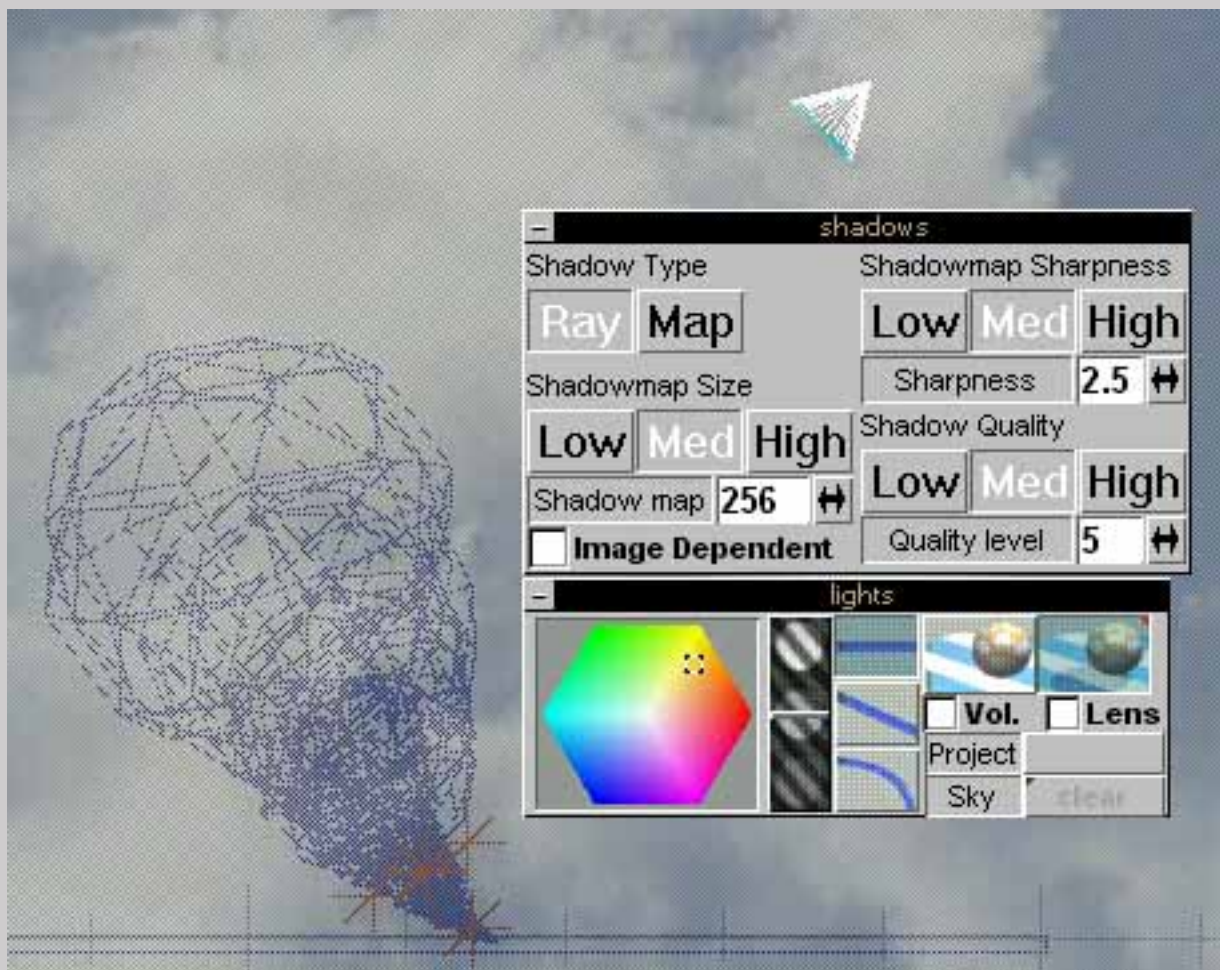 shadows
Shadow Type
Ray Map
Shadowmap Size
Low Med High
Shadow map 256
Image Dependent
Shadowmap Sharpness
Low Med High
Sharpness 2.5
Shadow Quality
Low Med High
Quality level 5
lights
Vol. Lens
Project
Sky clear